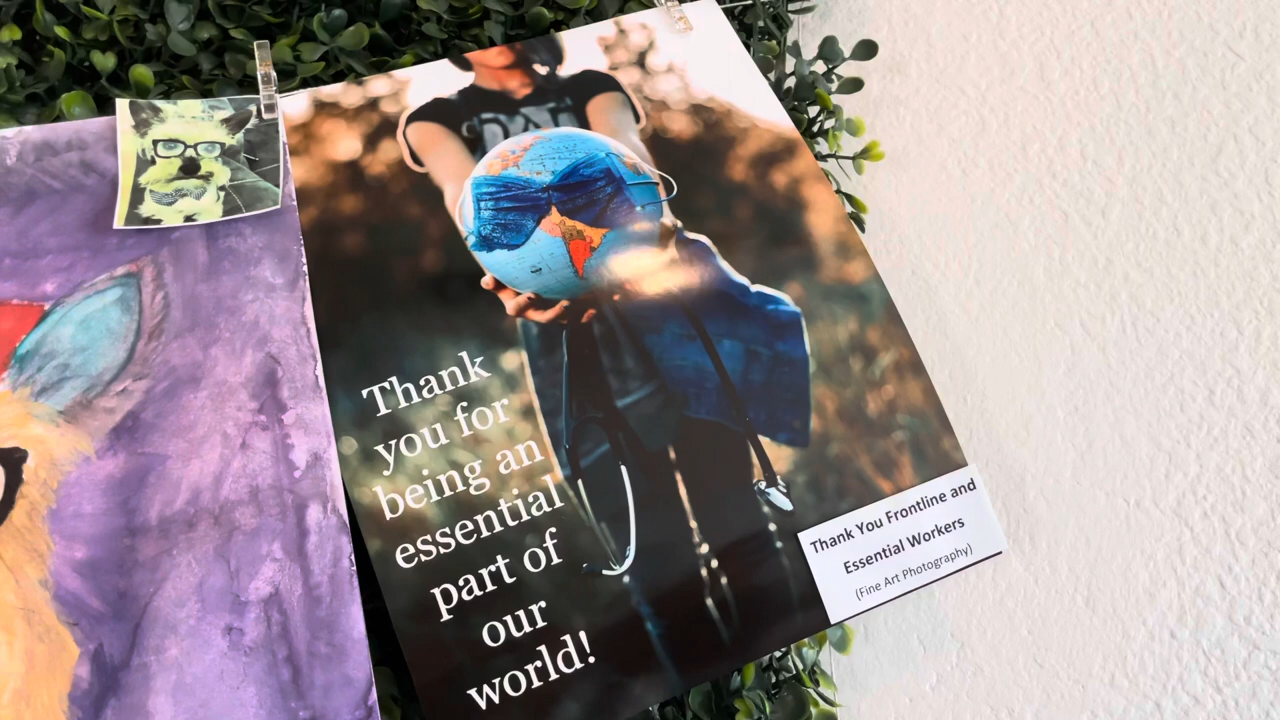 Thank
you for
being an
essential
part of
our
world!
Thank You Frontline and
Essential Workers
(Fine Art Photography)